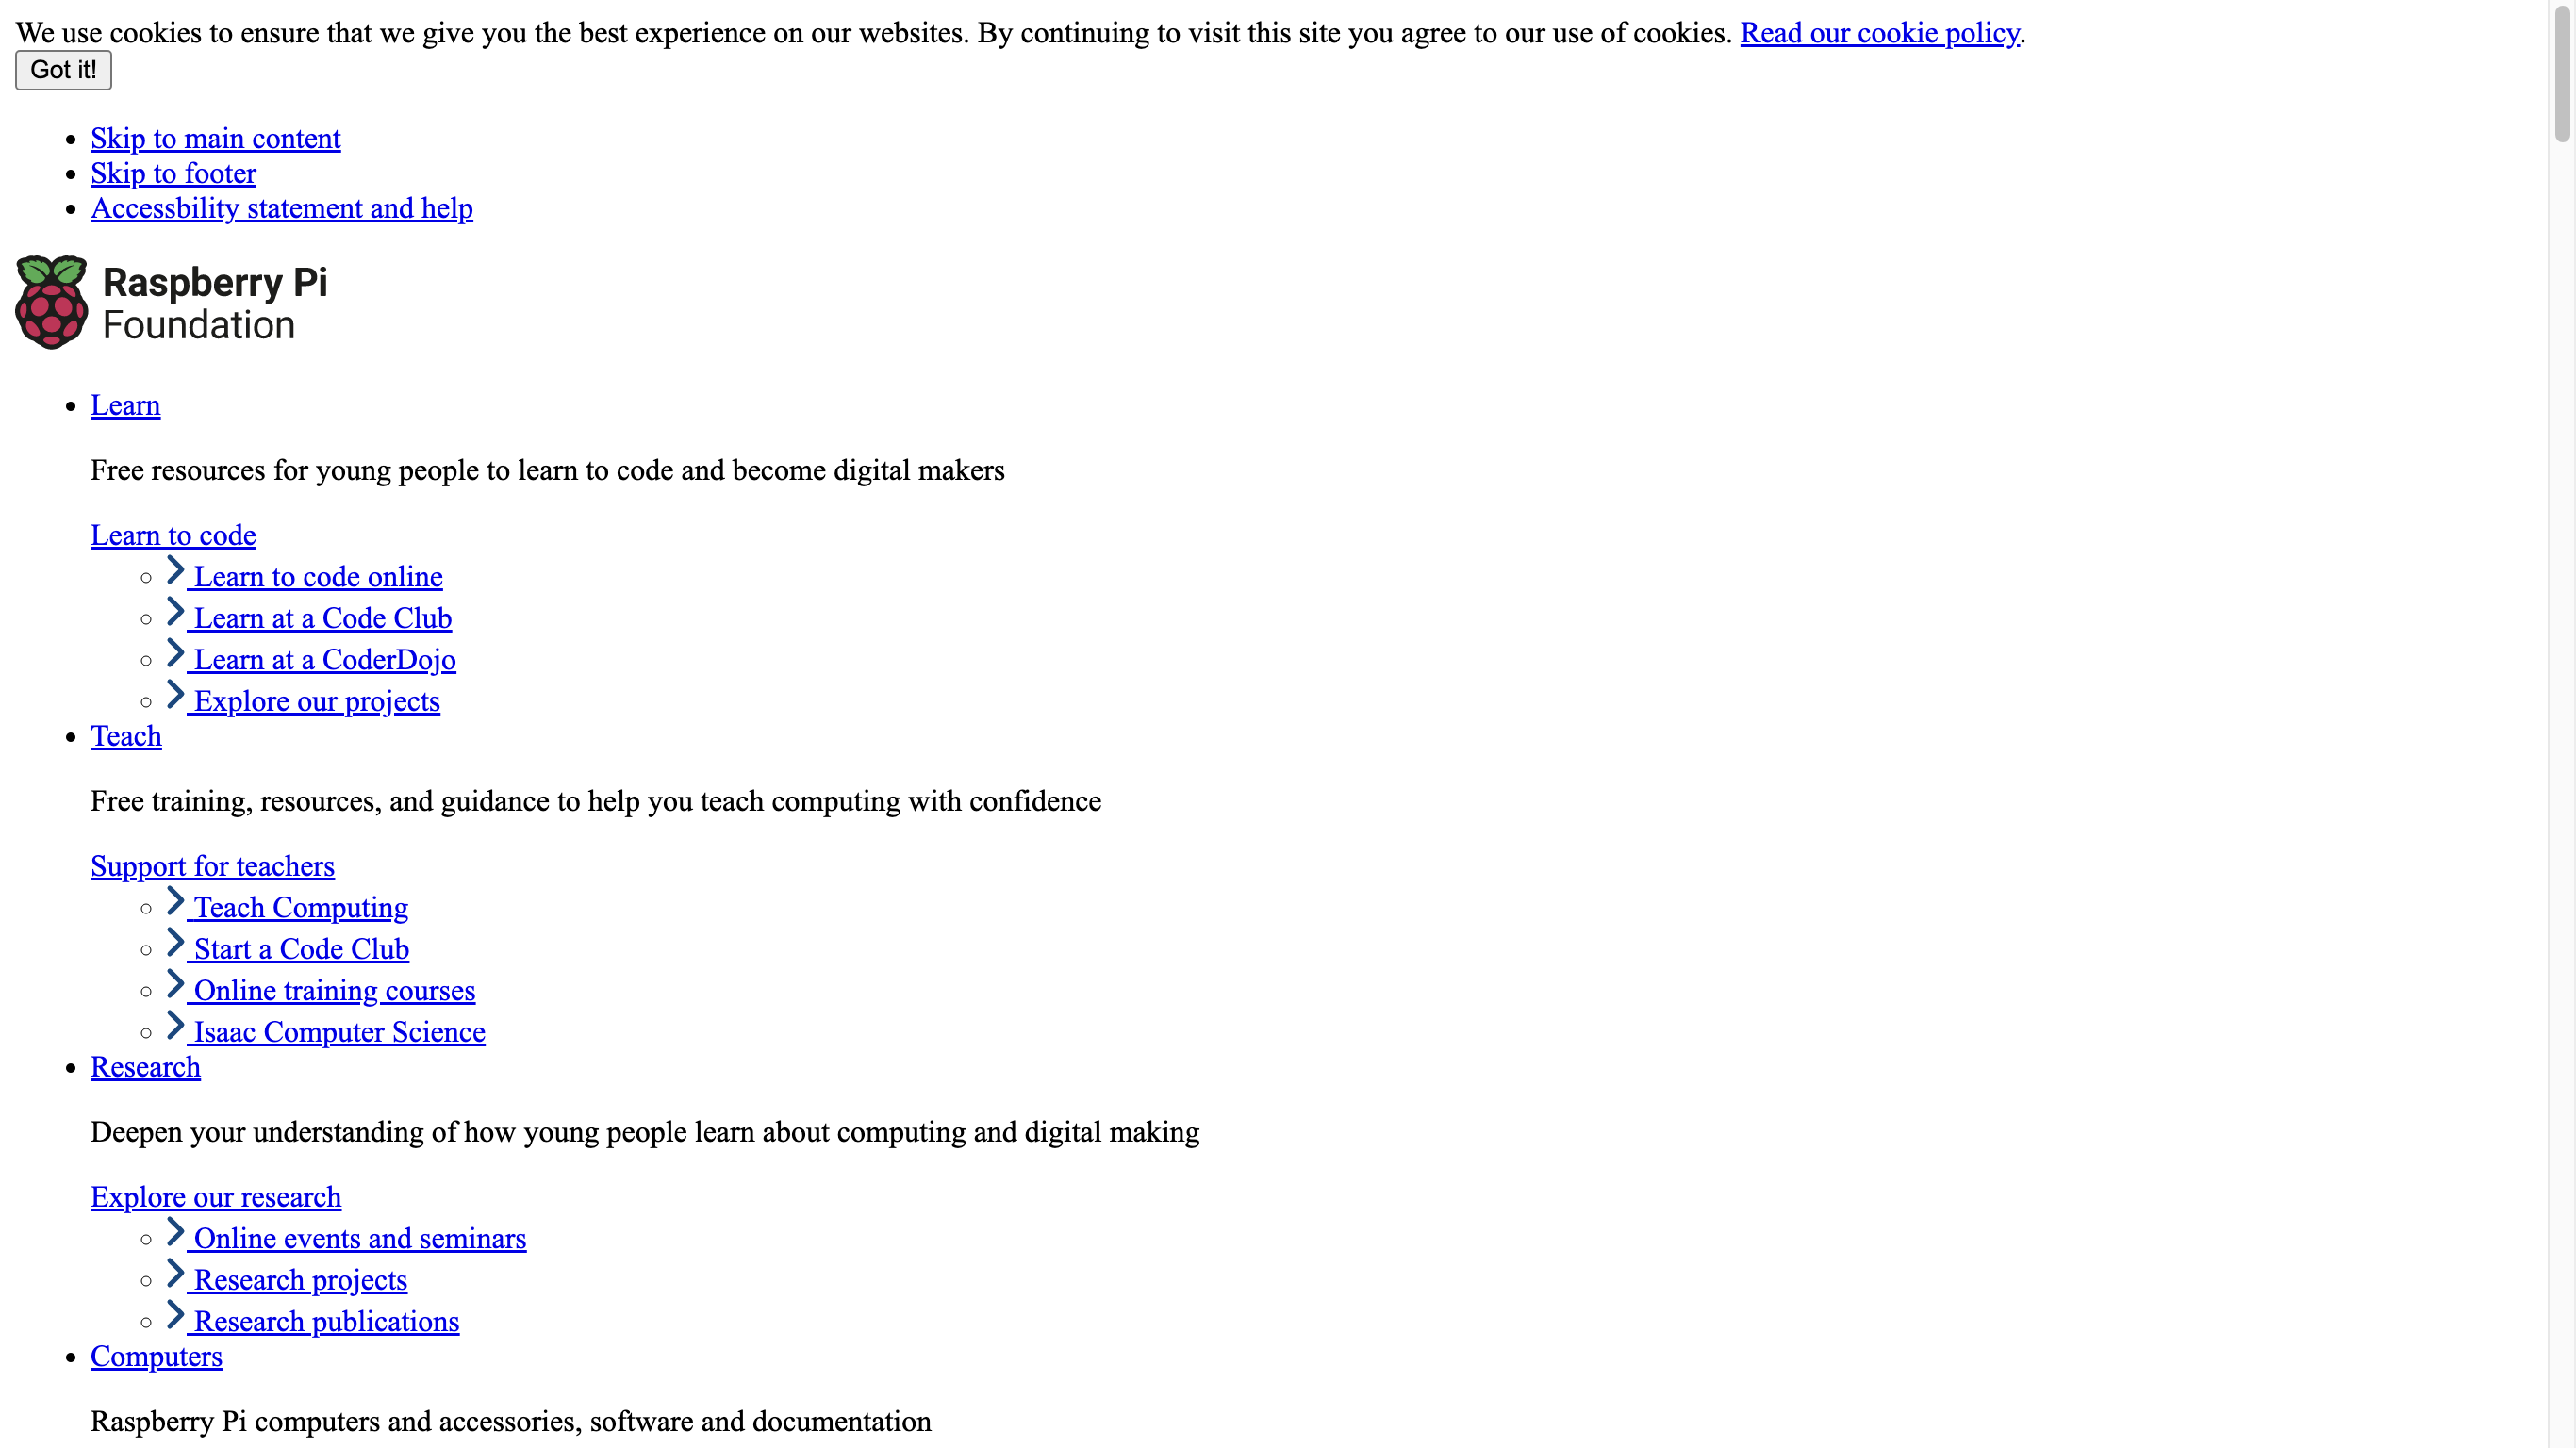 We use cookies to ensure that we give you the best experience on our websites. By continuing to visit this site you agree to our use of cookies. Read our cookie policy.
Got it!
Skip to main content
Skip to footer
Accessbility statement and help
Raspberry Pi
Foundation
Learn
Free resources for young people to learn to code and become digital makers
Learn to code
Learn to code online
Learn at a Code Club
Learn at a CoderDojo
Explore our projects
Teach
Free training, resources, and guidance to help you teach computing with confidence
Support for teachers
Teach Computing
Start a Code Club
Online training courses
Isaac Computer Science
Research
Deepen your understanding of how young people learn about computing and digital making
Explore our research
Online events and seminars
Research projects
Research publications
Computers
Raspberry Pi computers and accessories, software and documentation